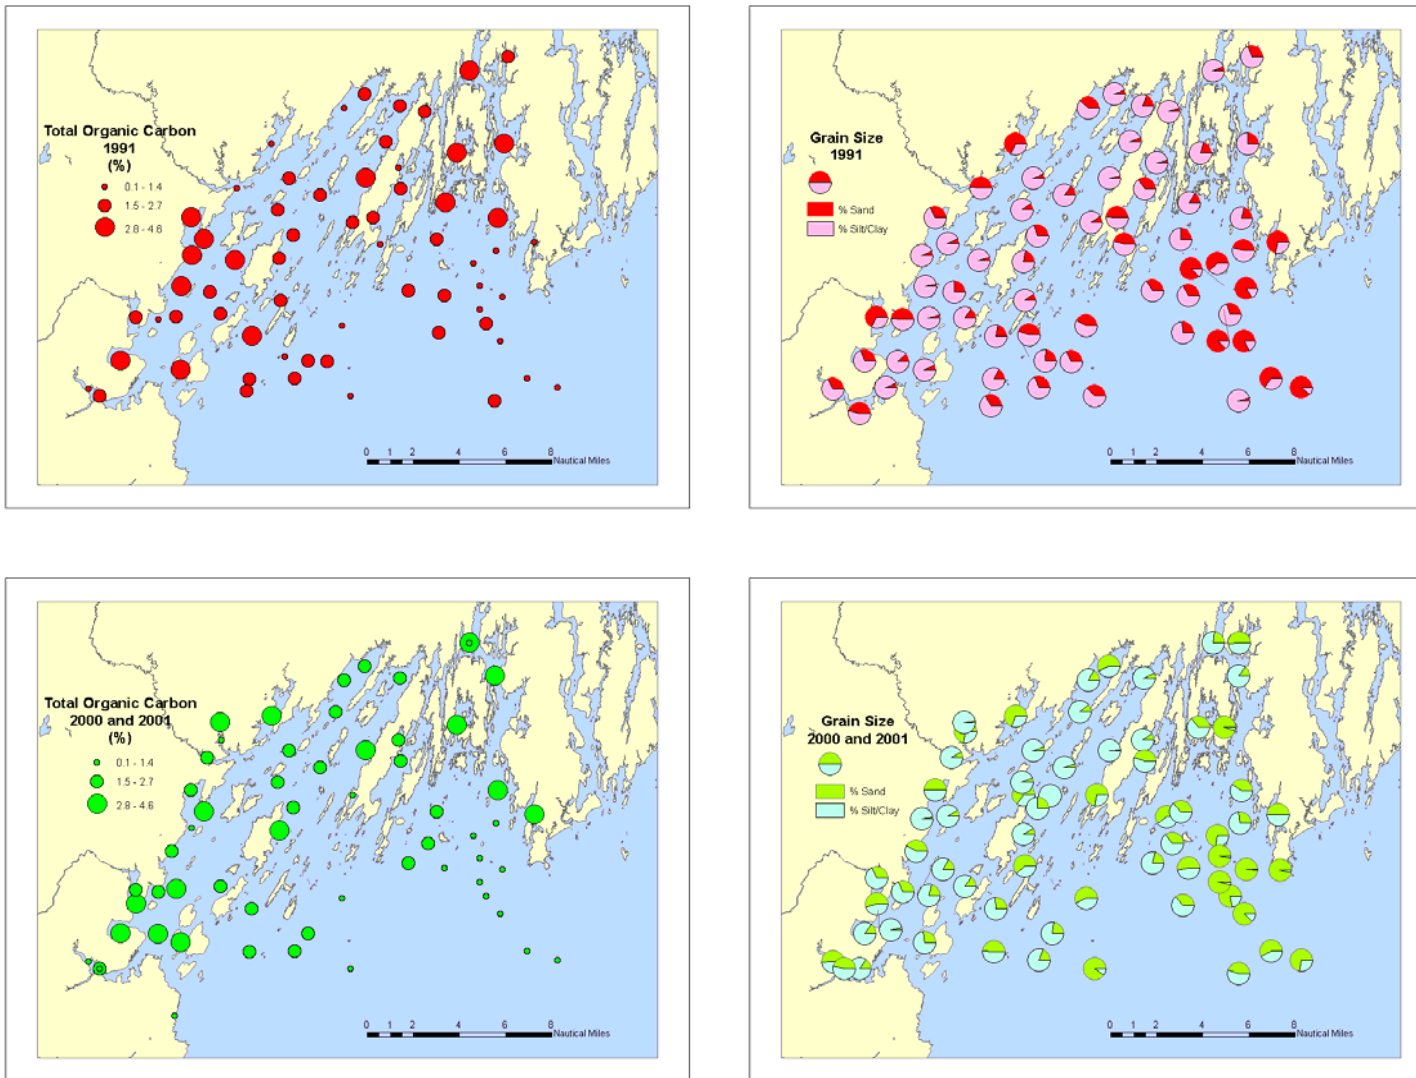 Total Organic Carbon
1991
(%)
0.1 - 1.4
1.5 - 2.7
2.8 - 4.6
0 2 4 6 8
Nautical Miles
Grain Size
1991
% Sand
% Silt/Clay
0 1 2 4 6 8
Nautical Miles
Total Organic Carbon
2000 and 2001
(%)
0.1 - 1.4
1.5 - 2.7
2.8 - 4.6
0 2 4 6 8
Nautical Miles
Grain Size
2000 and 2001
% Sand
% Silt/Clay
0 1 2 4 6 8
Nautical Miles